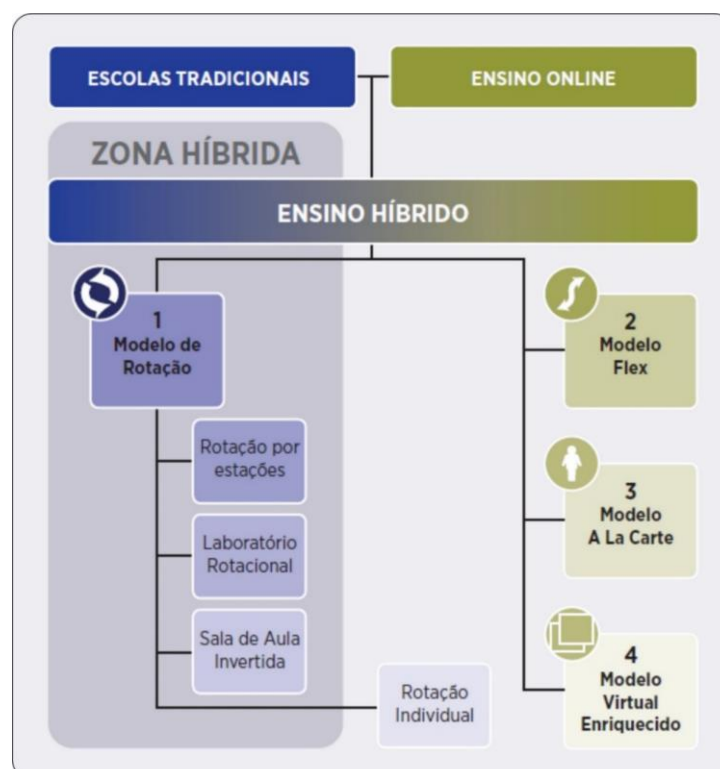 ESCOLAS TRADICIONAIS
ENSINO ONLINE
ZONA HÍBRIDA
ENSINO HÍBRIDO
1
Modelo de
Rotação
Rotação por
estações
Laboratório
Rotacional
Sala de Aula
Invertida
Rotação
Individual
2
Modelo
Flex
3
Modelo
A La Carte
4
Modelo
Virtual
Enriquecido